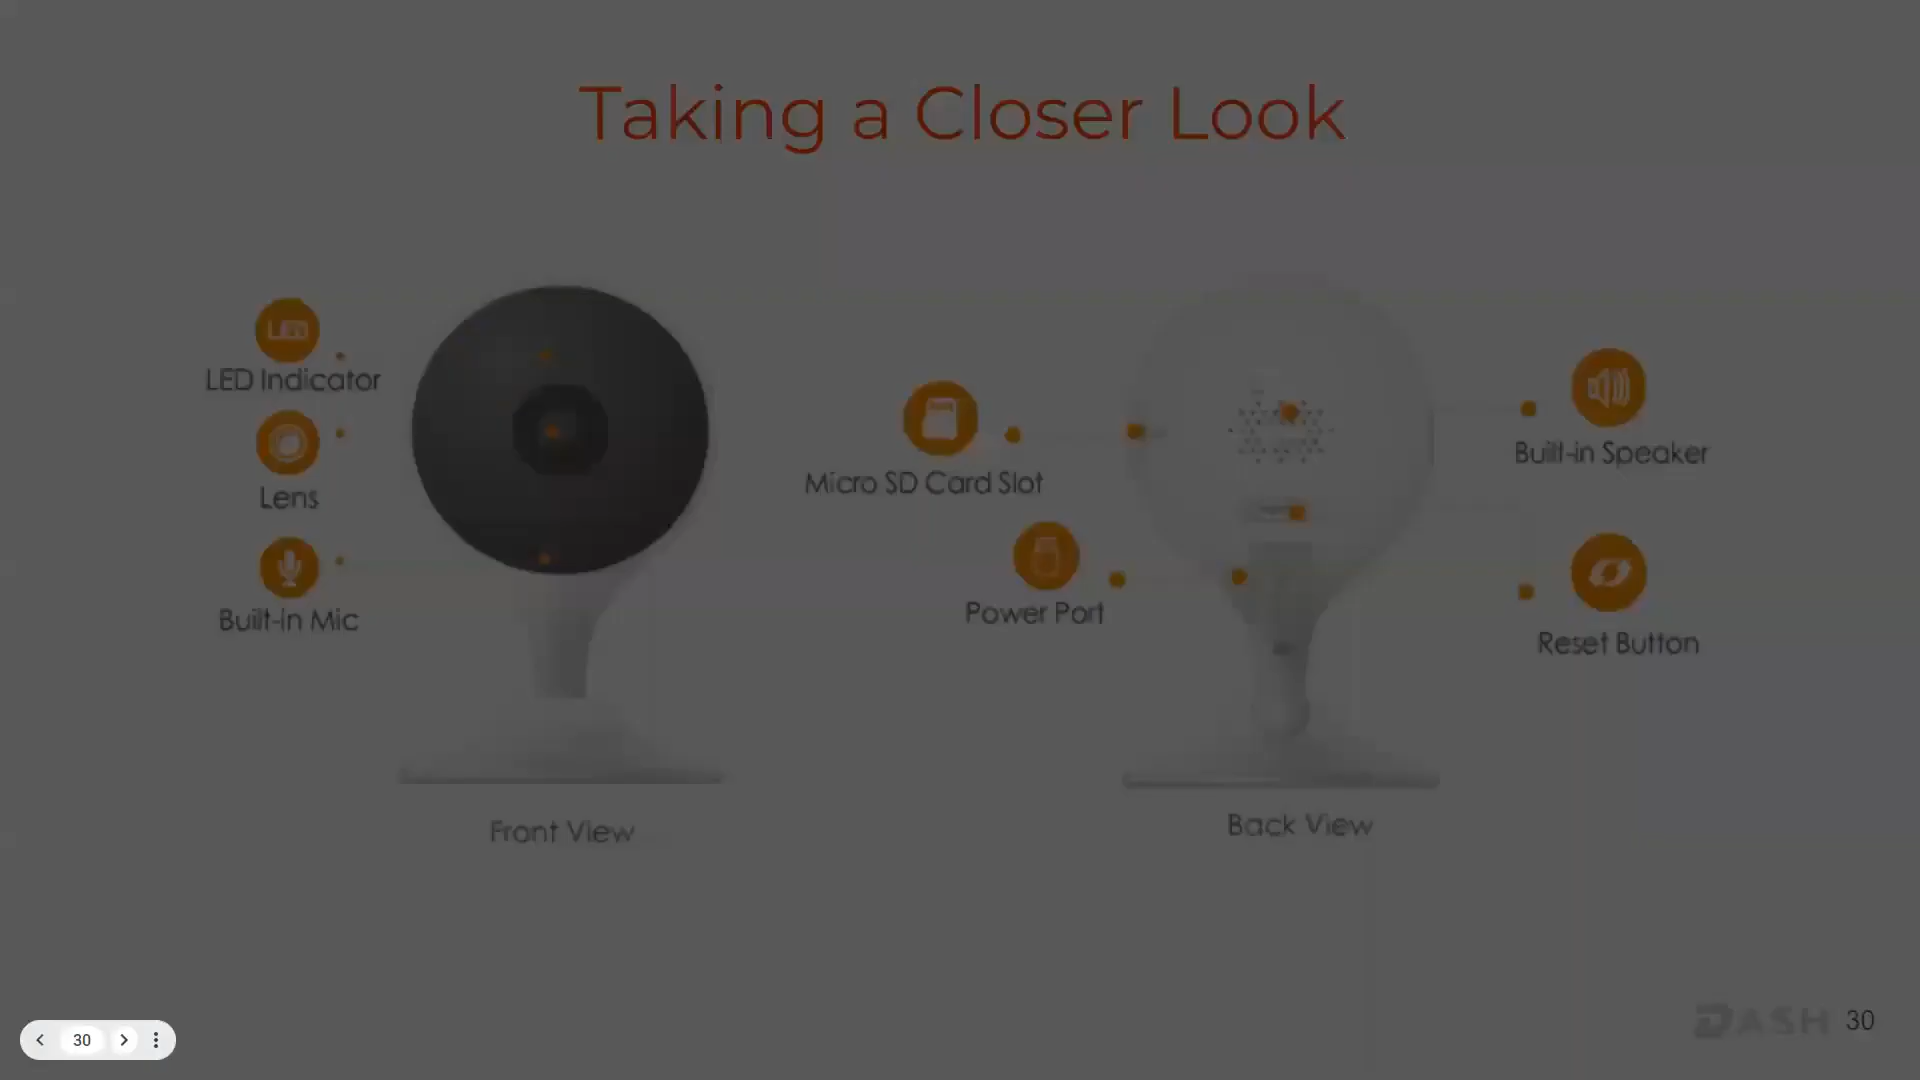 Taking a Closer Look
LED
LED Indicator
Lens
Built-in Mic
Micro SD Card Slot
Power Port
Built-in Speaker
Reset Button
Front View
Back View
DASH 30
30